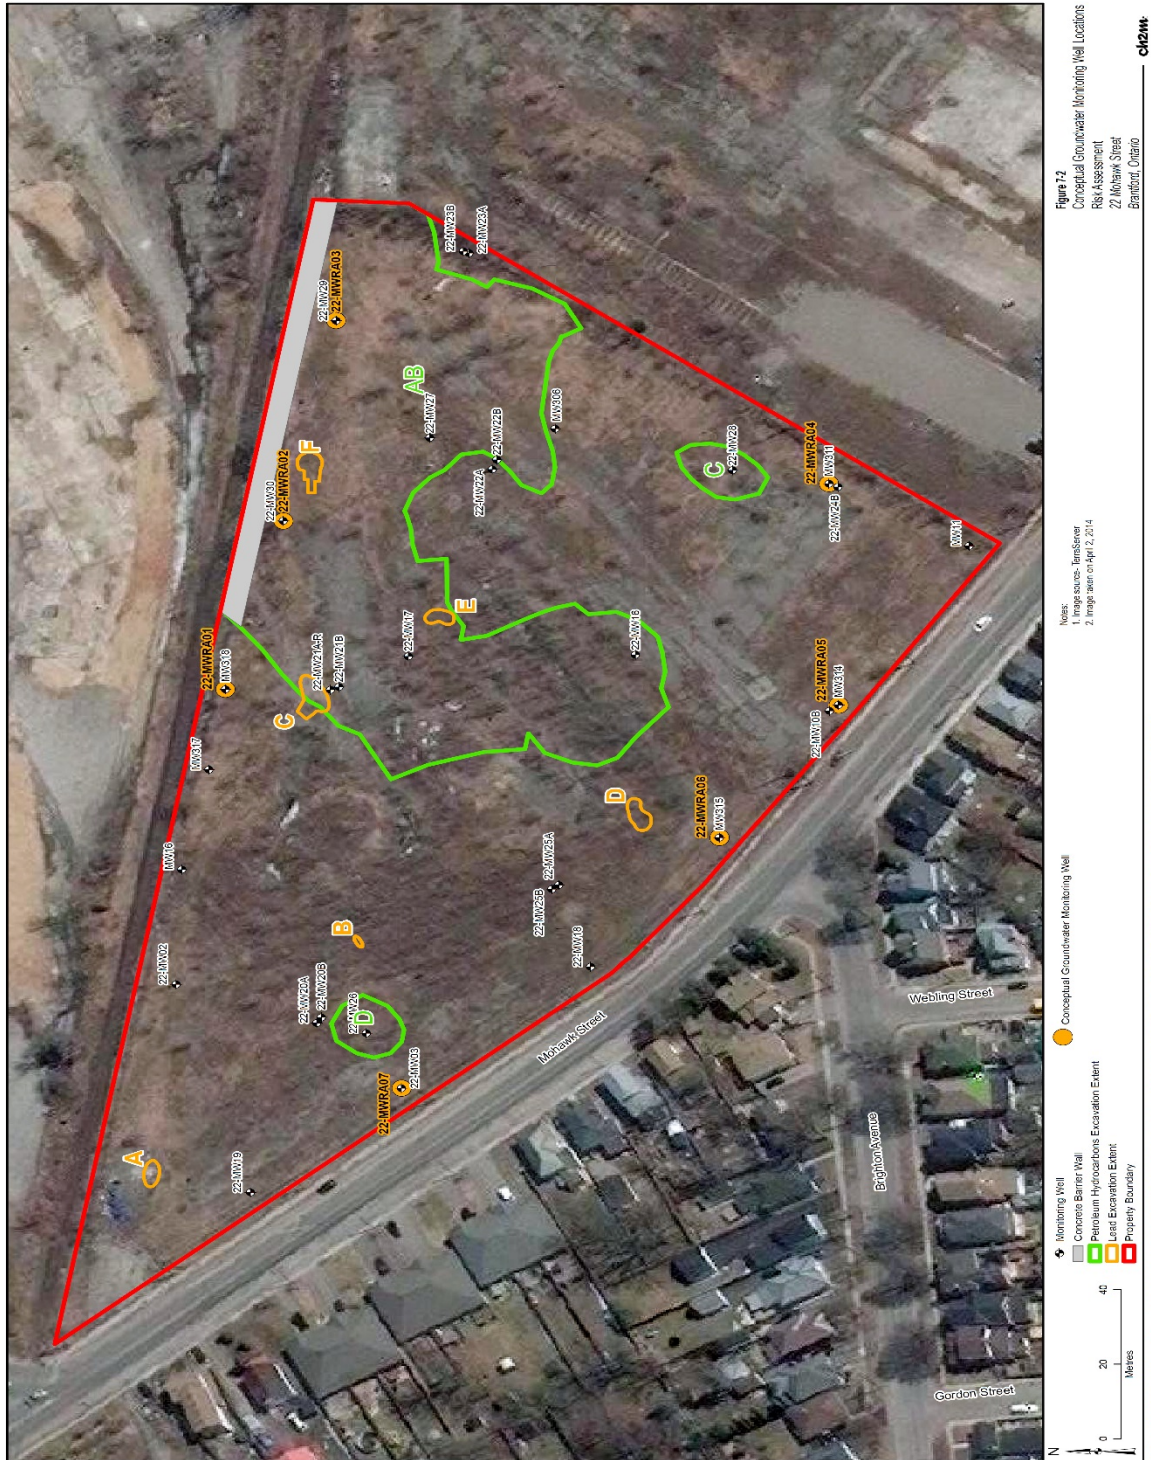 22-MW23B
22-MW23A
22-MW29
22-MWRA03
AB
22-MW27
MW306
22-MW22B
22-MW22A
22-MW30
22-MWRA02
F
C
22-MW28
22-MWRA04
MW311
22-MW24B
MW11
22-MWRA01
MW318
C
22-MW21A-R
22-MW21B
22-MW17
E
22-MW16
22-MWRA05
MW314
22-MW10B
MW317
D
22-MWRA06
MW315
MW16
22-MW25A
22-MW25B
22-MW18
B
22-MW02
22-MW20A
22-MW20B
22-MW26
D
22-MWRA07
22-MW03
A
22-MW19
Mohawk Street
Webling Street
Brighton Avenue
Gordon Street
N
0 20 40
Metres
Monitoring Well
Concrete Barrier Wall
Petroleum Hydrocarbons Excavation Extent
Lead Excavation Extent
Property Boundary
Conceptual Groundwater Monitoring Well
Notes:
1. Image source- TerraServer
2. Image taken on April 2, 2014
Figure 7-2
Conceptual Groundwater Monitoring Well Locations
Risk Assessment
22 Mohawk Street
Brantford, Ontario
ch2m